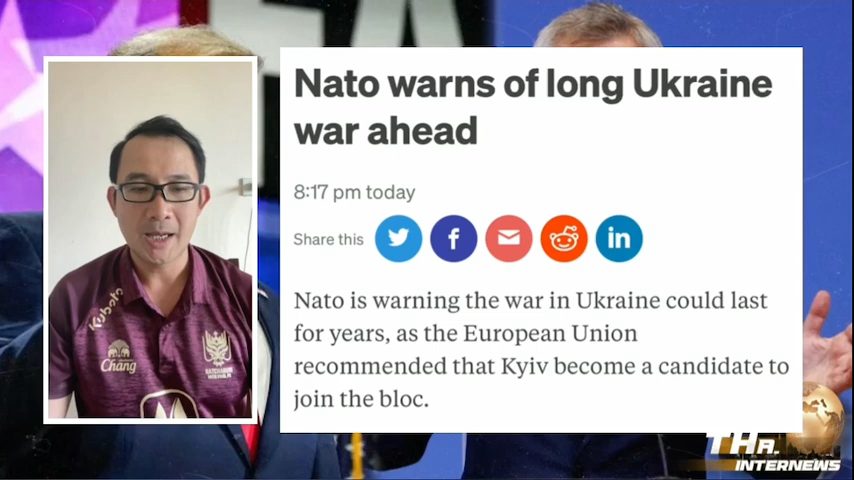 Nato warns of long Ukraine
war ahead
8:17 pm today
Share this
f
in
Nato is warning the war in Ukraine could last
for years, as the European Union
recommended that Kyiv become a candidate to
join the bloc.
Kubota
Chang
THR.
INTERNEWS